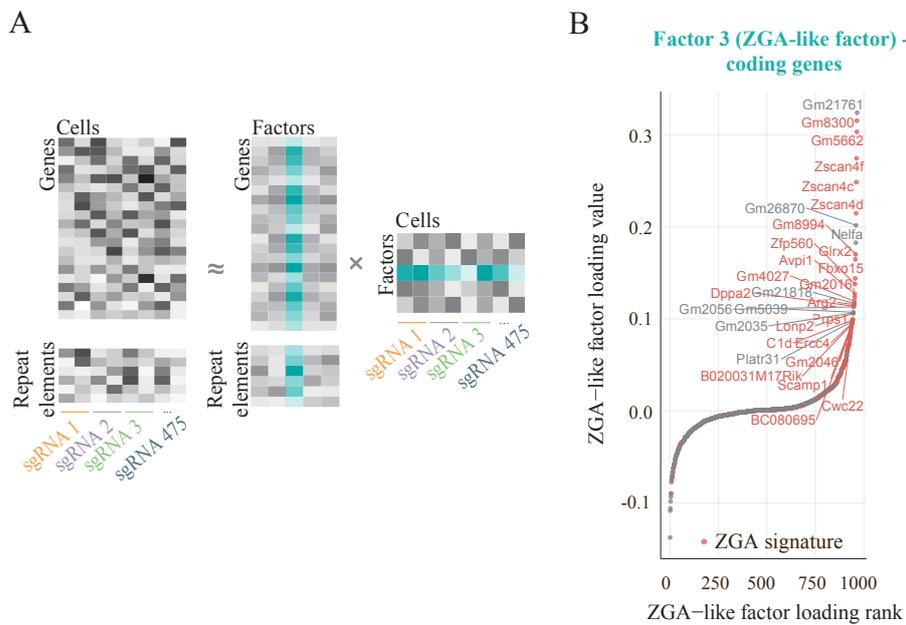 A
Cells
Genes
Repeat
elements
sgRNA 1
sgRNA 2
sgRNA 3
...
sgRNA 475
≈
Factors
Genes
Repeat
elements
×
Cells
Factors
sgRNA 1
sgRNA 2
sgRNA 3
...
sgRNA 475
B
Factor 3 (ZGA-like factor) -
coding genes
ZGA−like factor loading value
0.3
0.2
0.1
0.0
-0.1
Gm21761
Gm8300
Gm5662
Zscan4f
Zscan4c
Zscan4d
Gm26870
Gm8994
Nelfa
Zfp560
Glrx2
Avpi1
Fbxo15
Gm4027
Gm2016
Dppa2
Gm21818
Arg2
Gm2056
Gm5039
Prps1
Gm2035
Lonp2
C1d
Ercc4
Platr31
Gm2046
B020031M17Rik
Scamp1
Cwc22
BC080695
ZGA signature
0 250 500 750 1000
ZGA−like factor loading rank